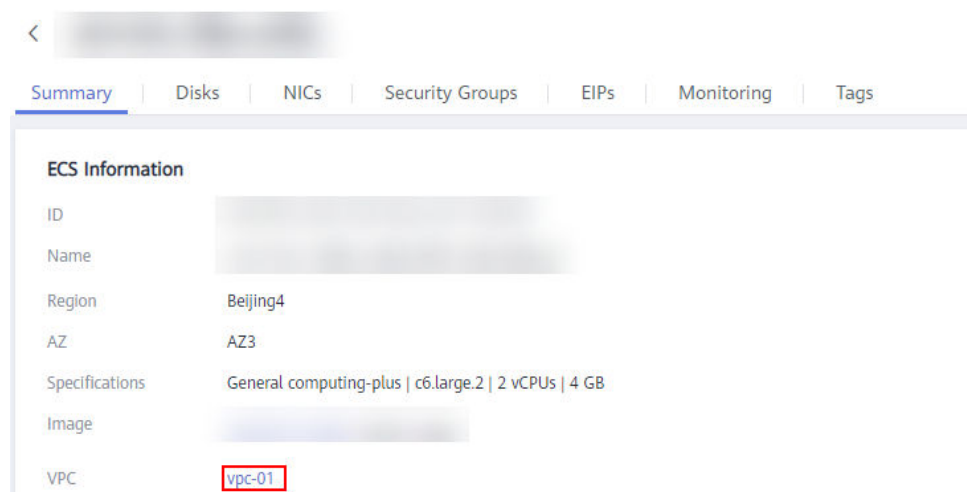 Summary Disks NICs Security Groups EIPs Monitoring Tags
ECS Information
ID
Name
Region Beijing4
AZ AZ3
Specifications General computing-plus | c6.large.2 | 2 vCPUs | 4 GB
Image
VPC vpc-01